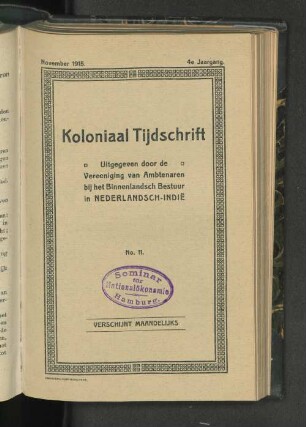 November 1915.
4e Jaargang.
Koloniaal Tijdschrift
Uitgegeven door de
Vereeniging van Ambtenaren
bij het Binnenlandsch Bestuur
in NEDERLANDSCH-INDIË
No. 11.
Seminar
für
Nationalökonomie
Hamburg.
VERSCHIJNT MAANDELIJKS